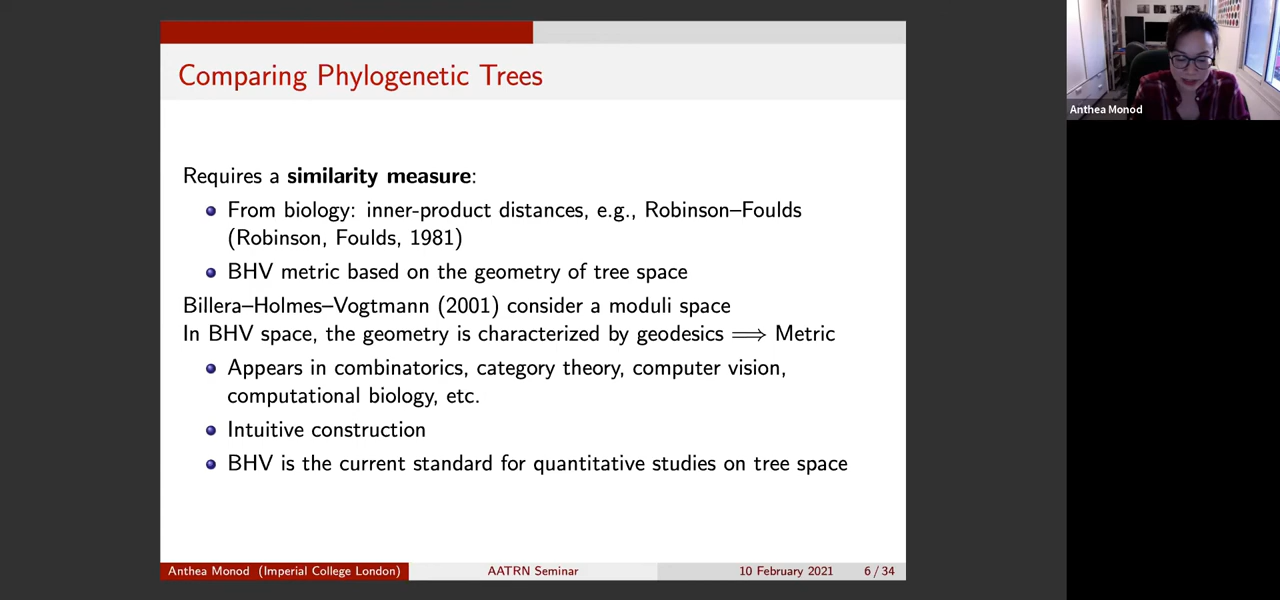 Comparing Phylogenetic Trees
Anthea Monod
Requires a similarity measure:
From biology: inner-product distances, e.g., Robinson–Foulds
(Robinson, Foulds, 1981)
BHV metric based on the geometry of tree space
Billera–Holmes–Vogtmann (2001) consider a moduli space
In BHV space, the geometry is characterized by geodesics ⟹ Metric
Appears in combinatorics, category theory, computer vision,
computational biology, etc.
Intuitive construction
BHV is the current standard for quantitative studies on tree space
Anthea Monod (Imperial College London) AATRN Seminar 10 February 2021 6 / 34